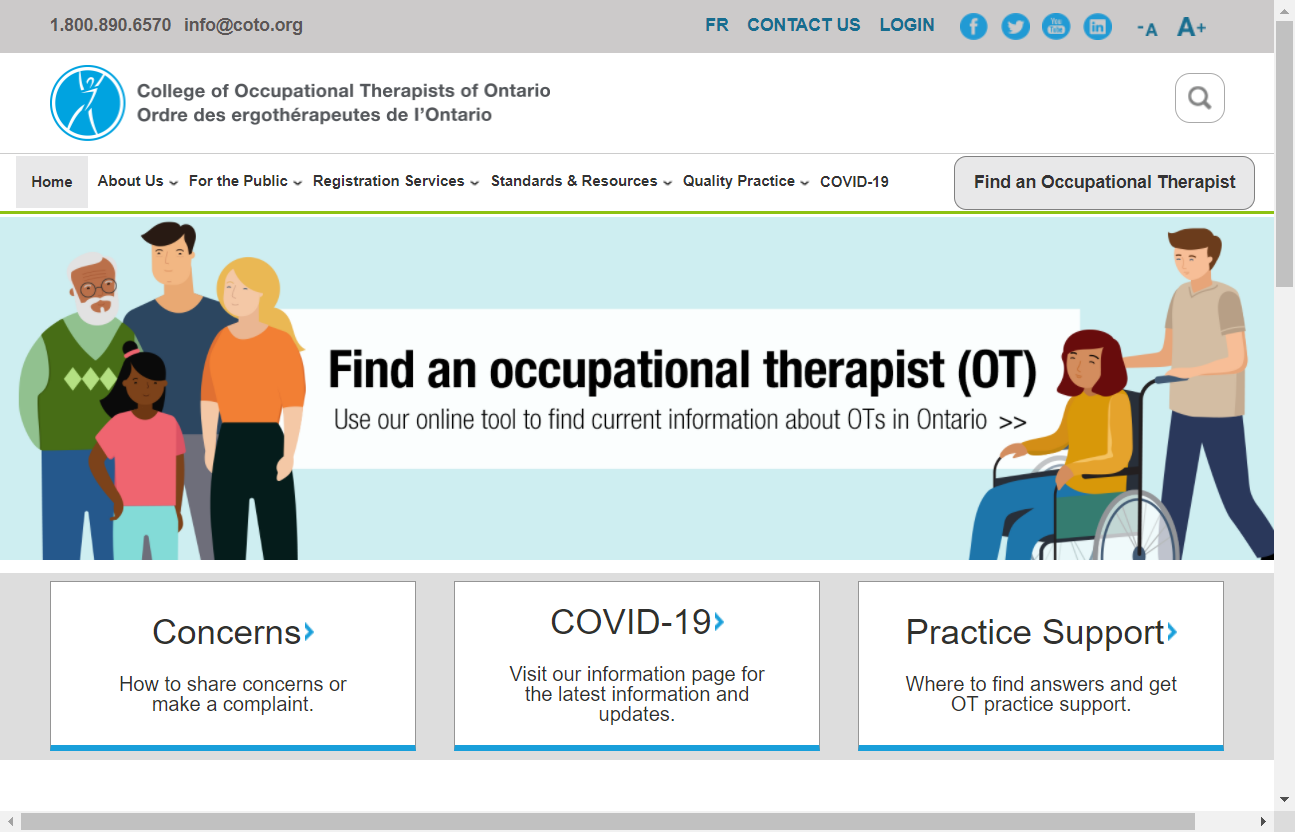 1.800.890.6570 info@coto.org FR CONTACT US LOGIN f You Tube in -A A+
College of Occupational Therapists of Ontario
Ordre des ergothérapeutes de l'Ontario
Home About Us For the Public Registration Services Standards & Resources Quality Practice COVID-19 Find an Occupational Therapist
Find an occupational therapist (OT)
Use our online tool to find current information about OTs in Ontario >>
Concerns
How to share concerns or
make a complaint.
COVID-19
Visit our information page for
the latest information and
updates.
Practice Support
Where to find answers and get
OT practice support.